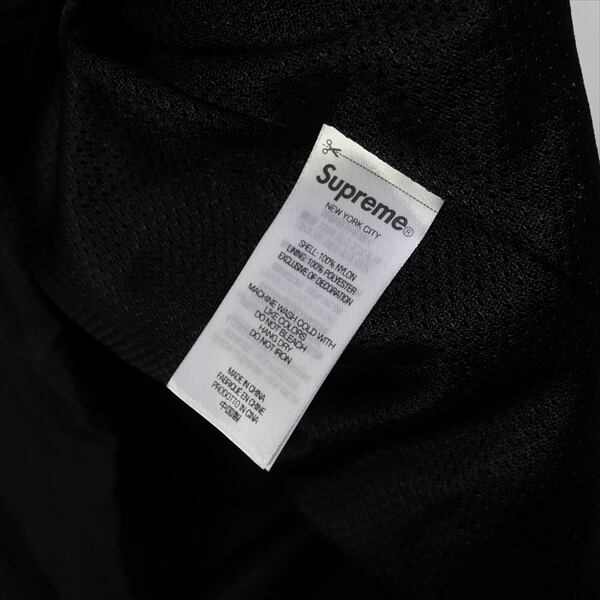 Supreme®
NEW YORK CITY
SHELL: 100% NYLON
LINING: 100% POLYESTER
EXCLUSIVE OF DECORATION
MACHINE WASH COLD WITH
LIKE COLORS
DO NOT BLEACH
HANG DRY
DO NOT IRON
MADE IN CHINA
FABRIQUÉ EN CHINE
PRODOTTO IN CINA
中国製